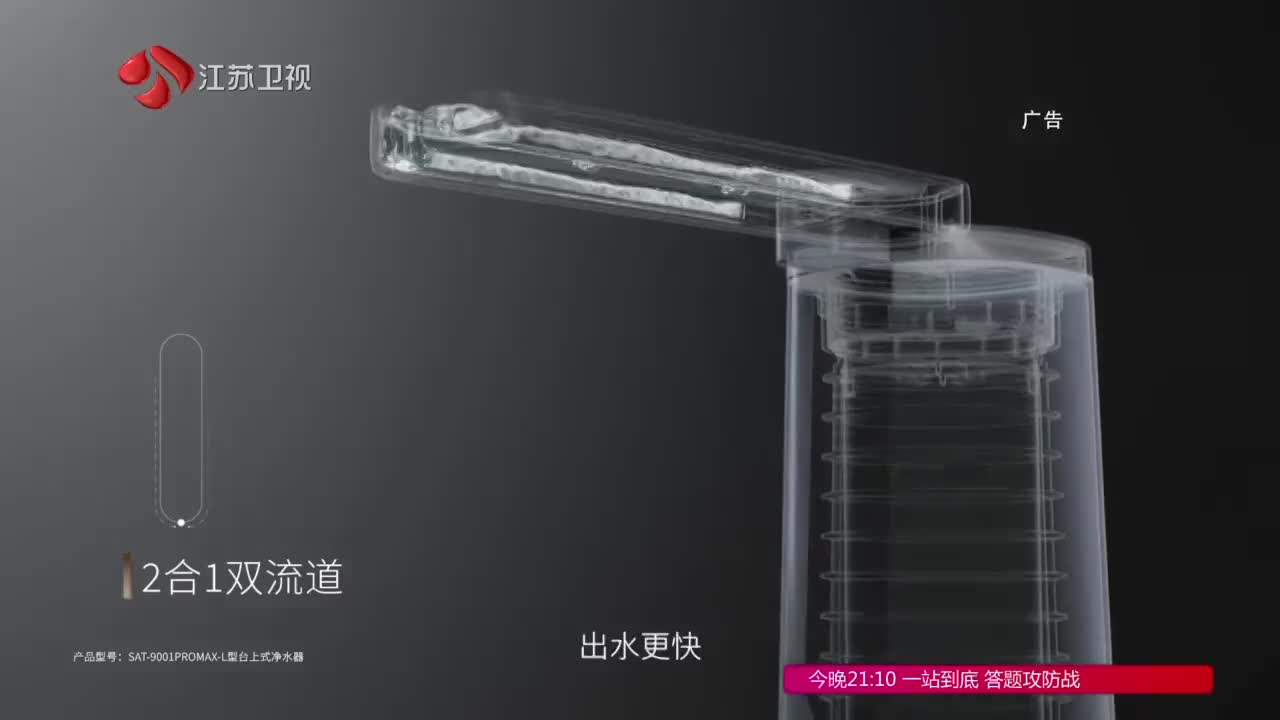 江苏卫视
广告
2合1双流道
产品型号：SAT-9001PROMAX-L型台上式净水器
出水更快
今晚21:10 一站到底 答题攻防战